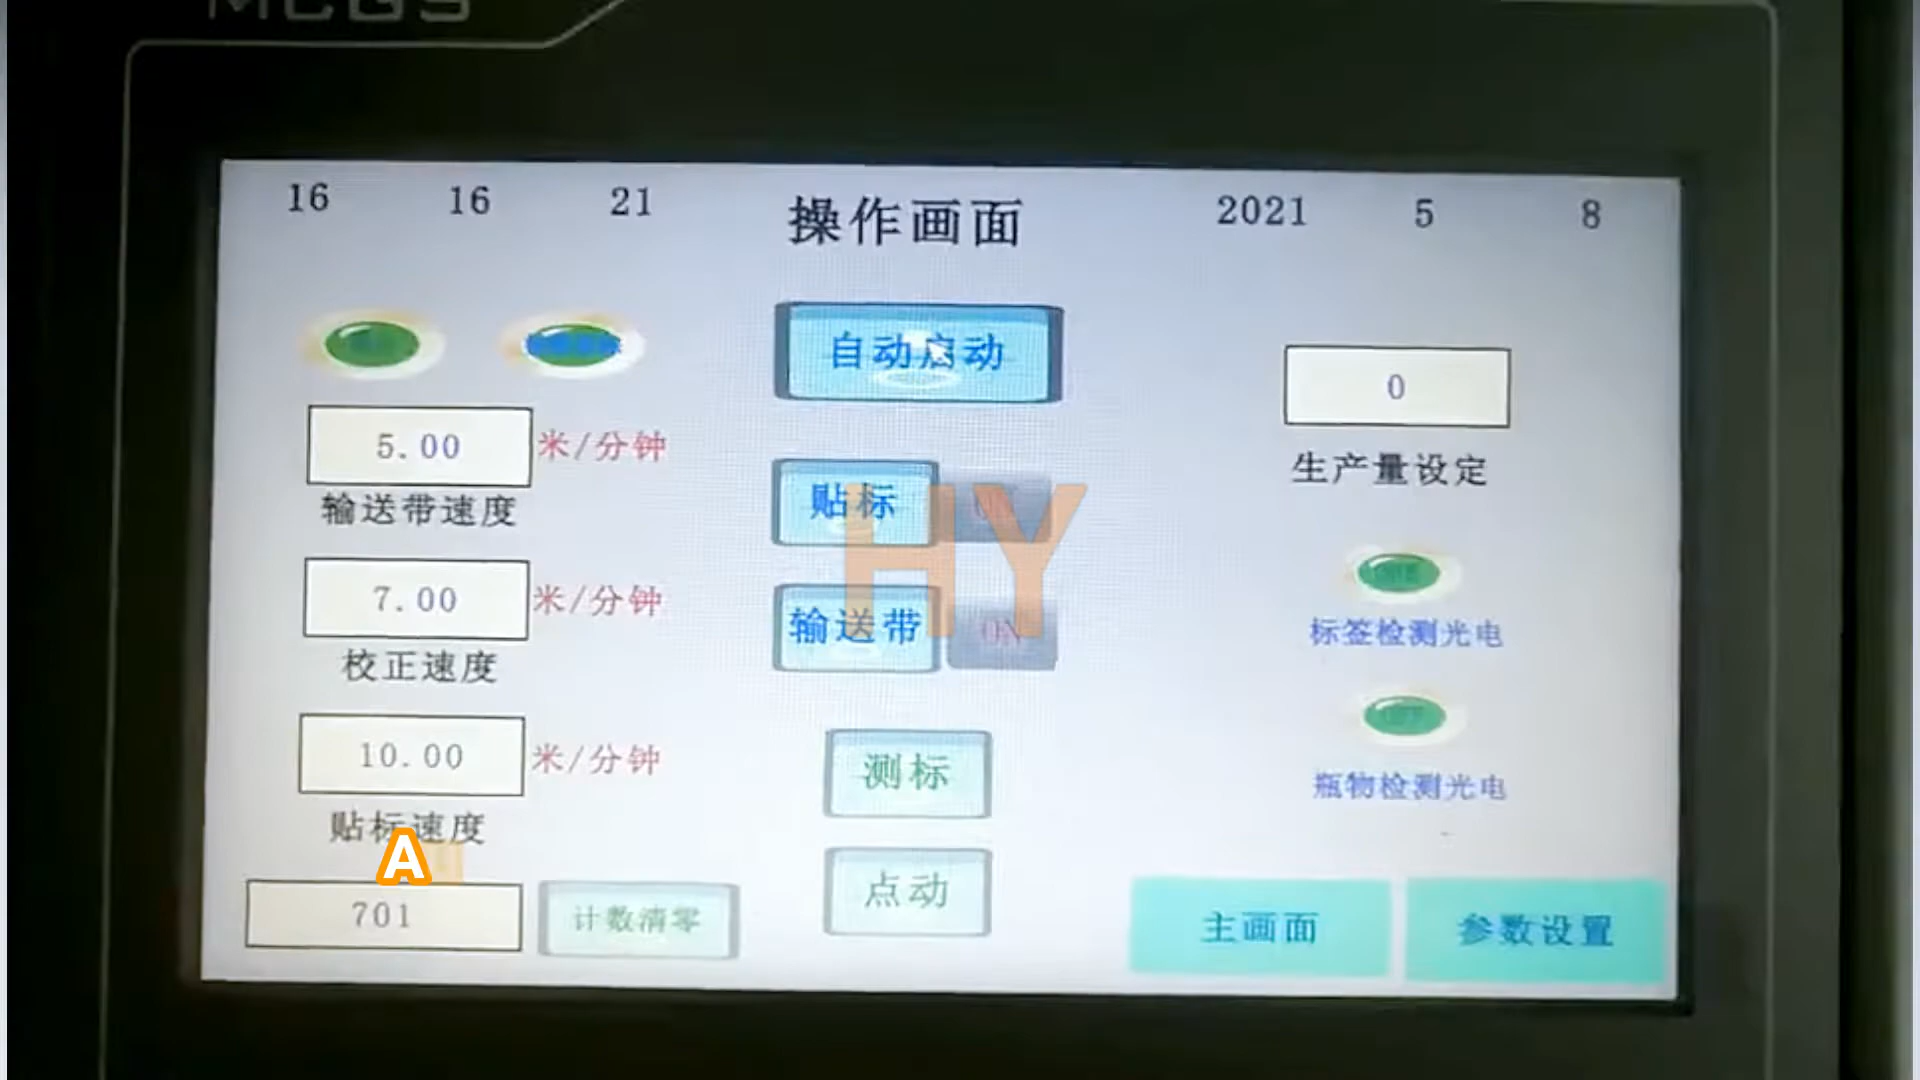 MCGS
16 16 21 操作画面 2021 5 8
自动启动
0
5.00 米/分钟
输送带速度
生产量设定
贴标
HY
7.00 米/分钟
校正速度
输送带 ON
标签检测光电
10.00 米/分钟
贴标速度
测标
瓶物检测光电
A
701
计数清零
点动
主画面
参数设置